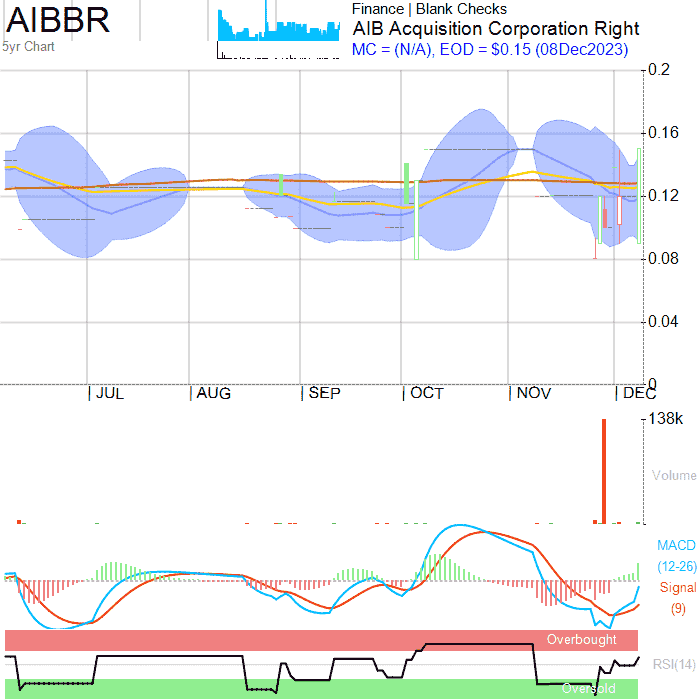 AIBBR
5yr Chart
Finance | Blank Checks
AIB Acquisition Corporation Right
MC = (N/A), EOD = $0.15 (08Dec2023)
0.2
0.16
0.12
0.08
0.04
0
JUL AUG SEP OCT NOV DEC
138k
Volume
MACD
(12-26)
Signal
(9)
Overbought
RSI(14)
Oversold